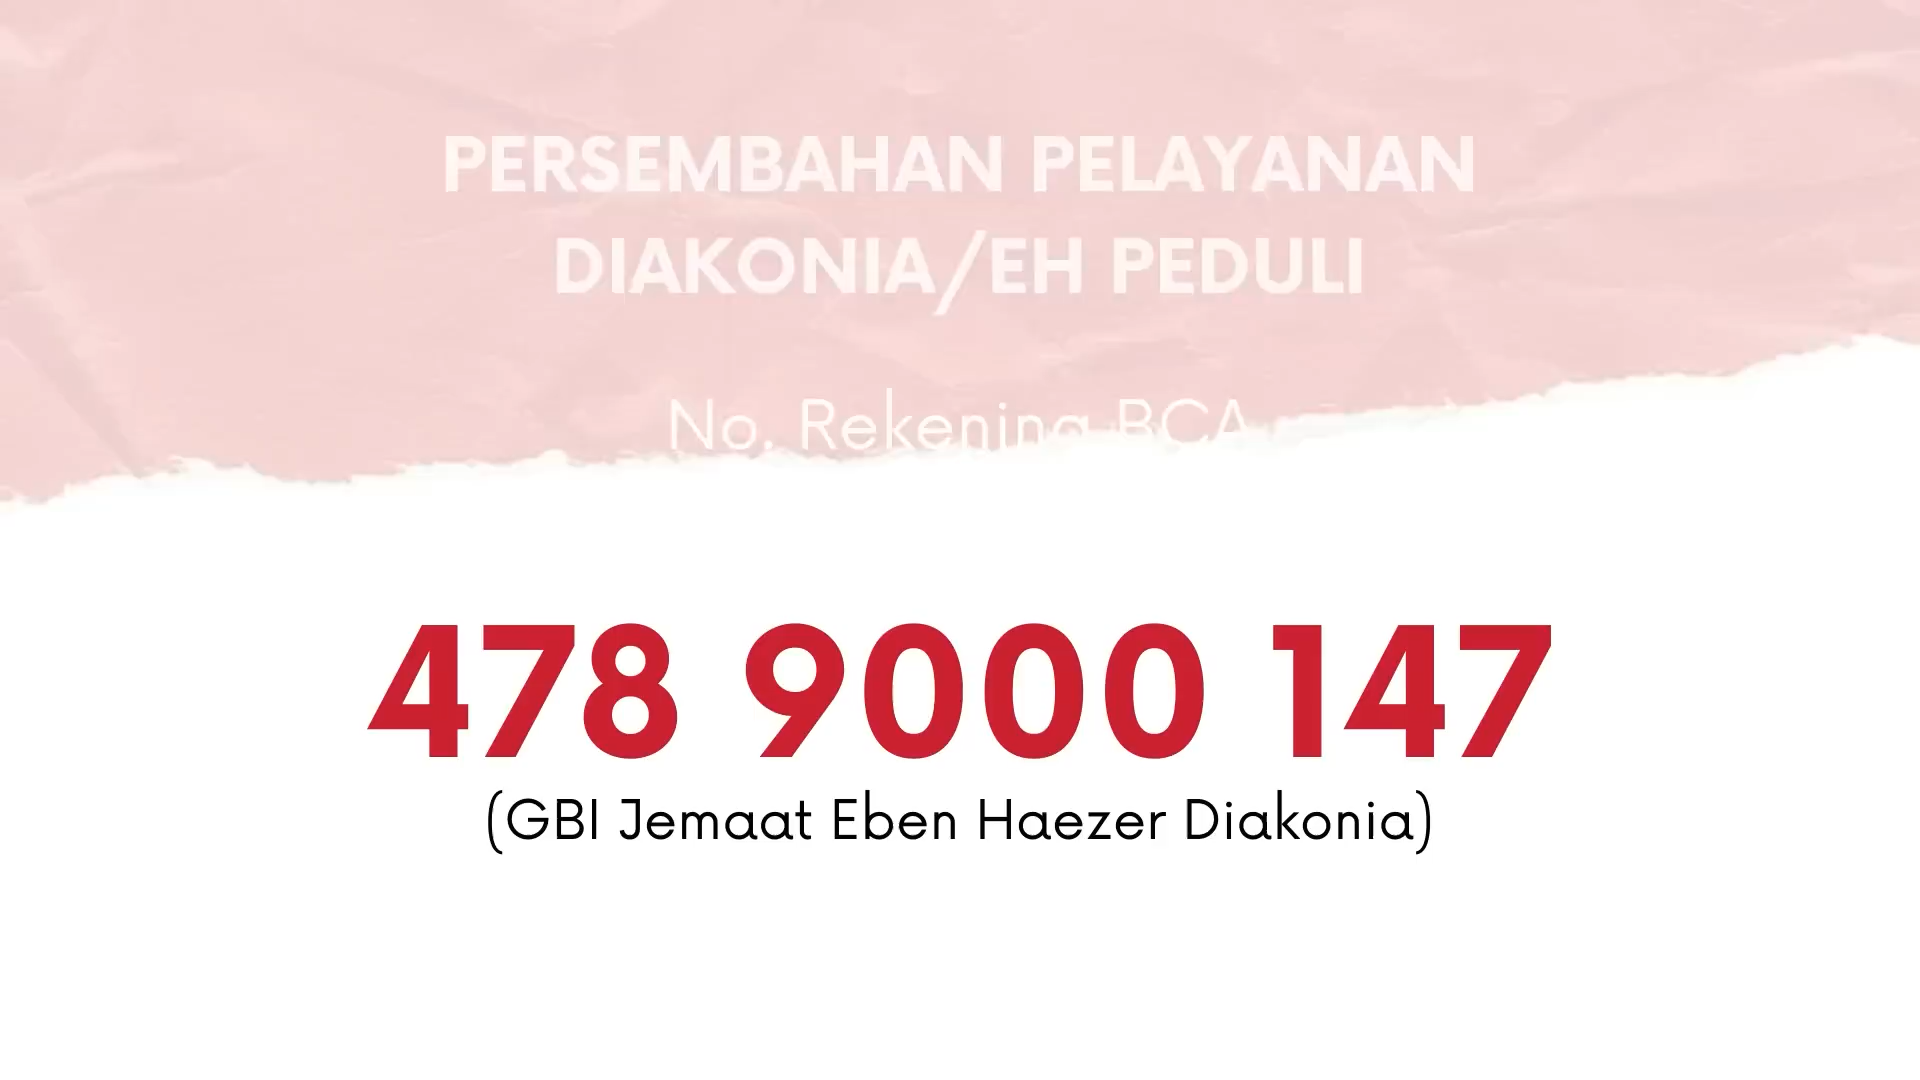 PERSEMBAHAN PELAYANAN
DIAKONIA/EH PEDULI
No. Rekening BCA
478 9000 147
(GBI Jemaat Eben Haezer Diakonia)